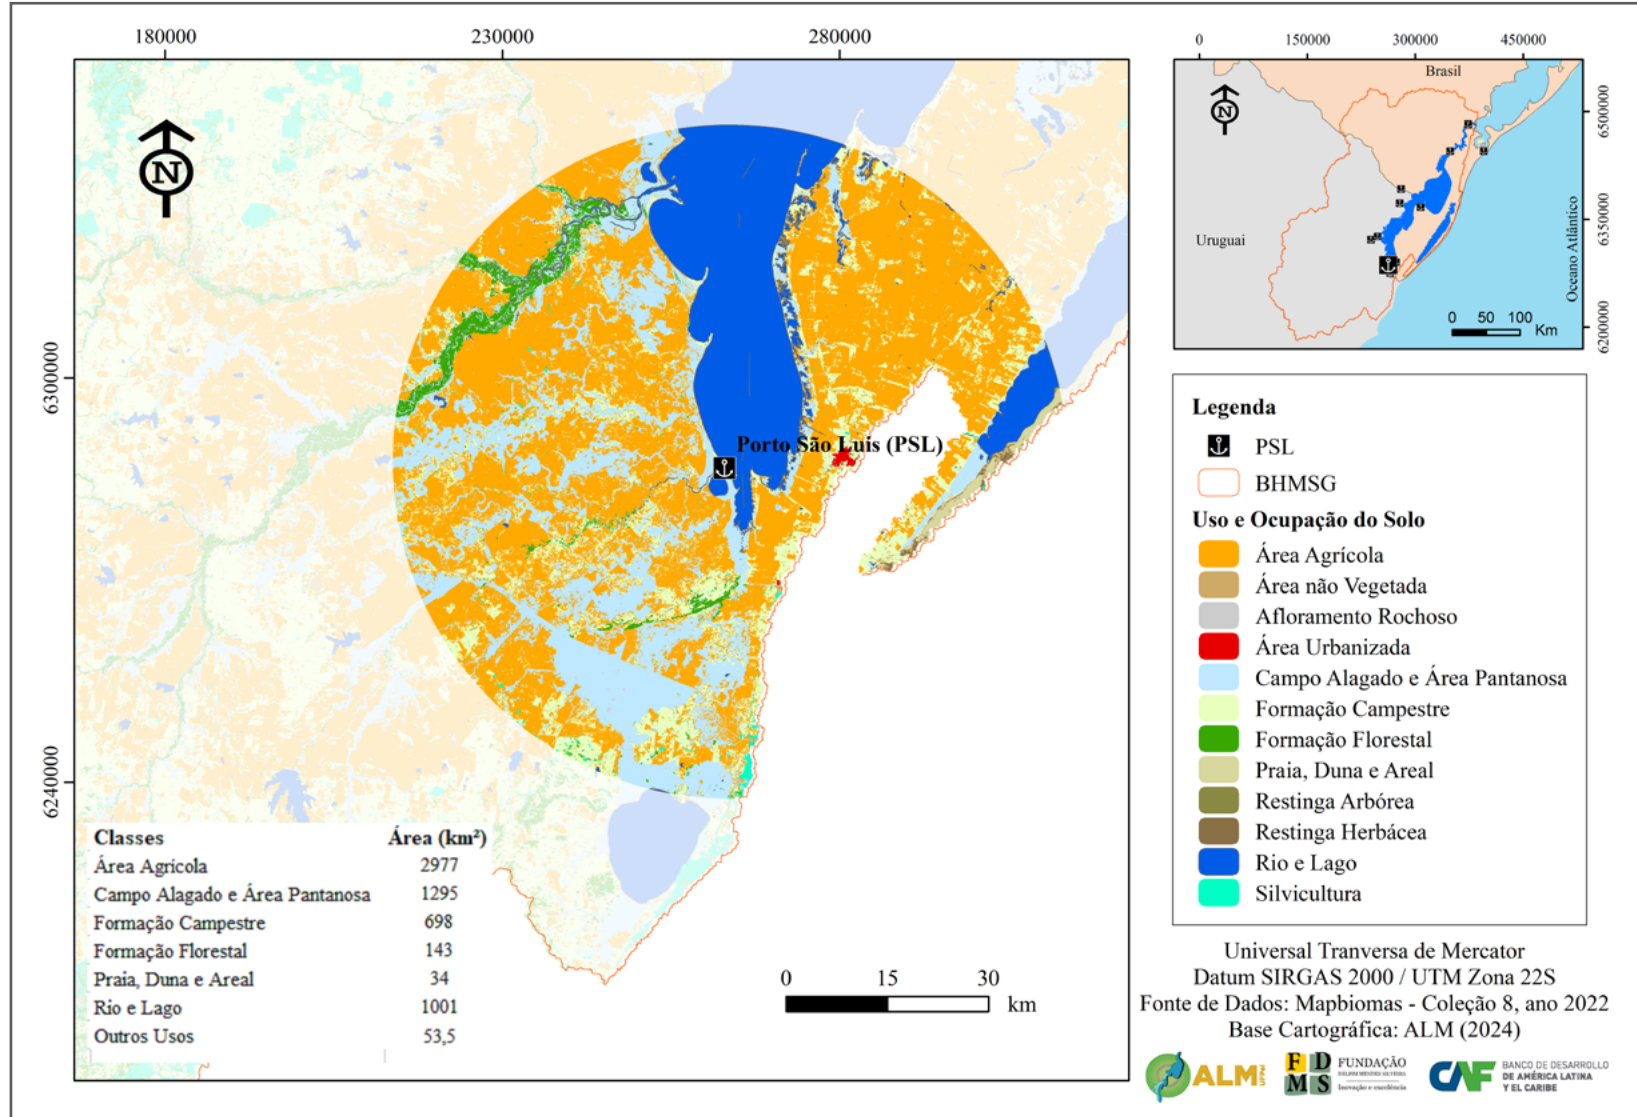 180000
230000
280000
6300000
6240000
N
Porto São Luis (PSL)
Classes Área (km²)
Área Agrícola 2977
Campo Alagado e Área Pantanosa 1295
Formação Campestre 698
Formação Florestal 143
Praia, Duna e Areal 34
Rio e Lago 1001
Outros Usos 53,5
0 15 30
km
0 150000 300000 450000
6500000
6350000
6200000
N
Brasil
Uruguai
Oceano Atlântico
0 50 100
Km
Legenda
PSL
BHMSG
Uso e Ocupação do Solo
Área Agrícola
Área não Vegetada
Afloramento Rochoso
Área Urbanizada
Campo Alagado e Área Pantanosa
Formação Campestre
Formação Florestal
Praia, Duna e Areal
Restinga Arbórea
Restinga Herbácea
Rio e Lago
Silvicultura
Universal Tranversa de Mercator
Datum SIRGAS 2000 / UTM Zona 22S
Fonte de Dados: Mapbiomas - Coleção 8, ano 2022
Base Cartográfica: ALM (2024)
ALM
F D
M S
FUNDAÇÃO
DELFIM MENDES SILVEIRA
Inovação e excelência
CAF
BANCO DE DESARROLLO
DE AMÉRICA LATINA
Y EL CARIBE